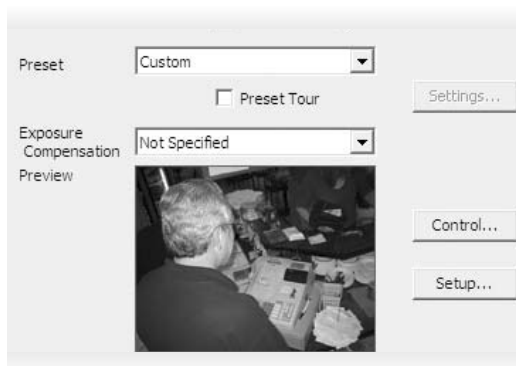 Preset
Custom
Preset Tour
Settings...
Exposure
Compensation
Not Specified
Preview
Control...
Setup...